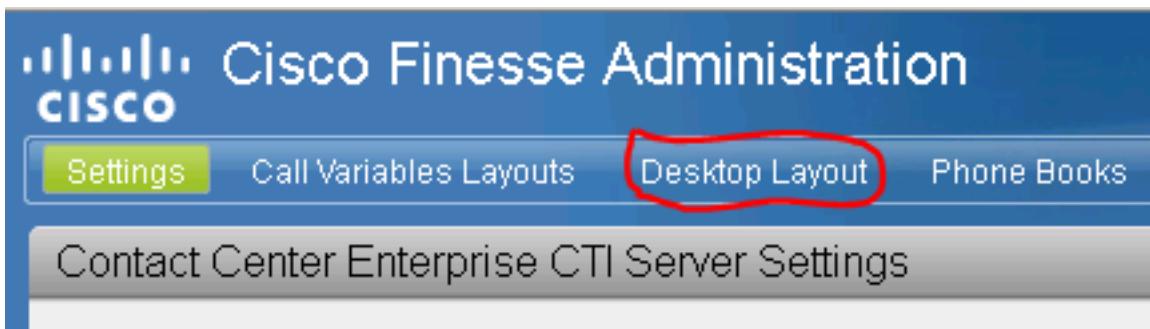 CISCO
Cisco Finesse Administration
Settings Call Variables Layouts Desktop Layout Phone Books
Contact Center Enterprise CTI Server Settings